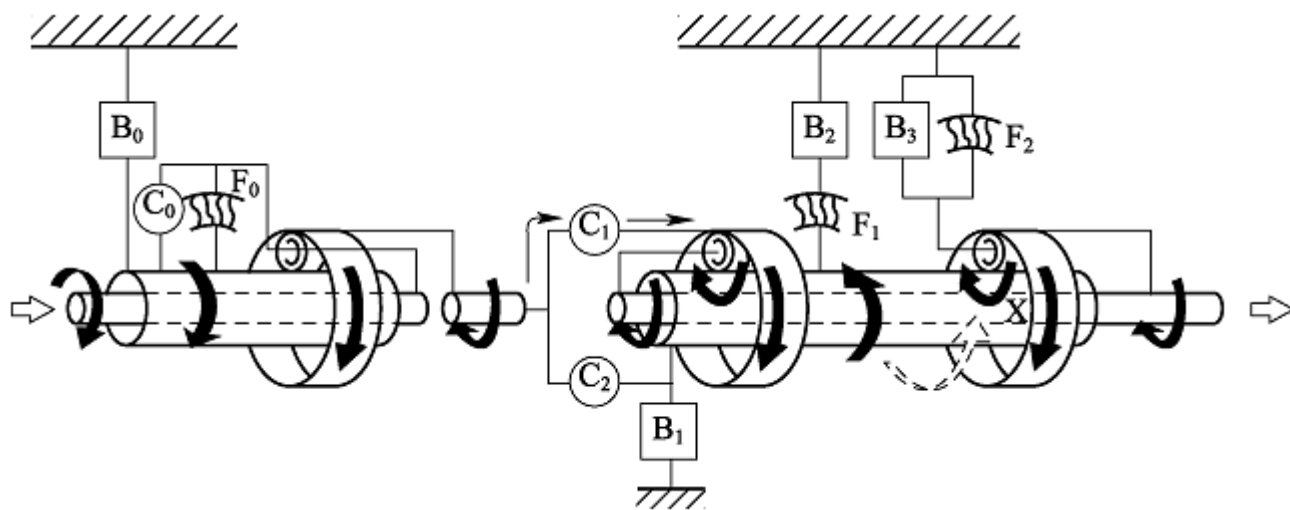 B₀
C₀
F₀
C₁
C₂
B₁
B₂
F₁
B₃
F₂
X